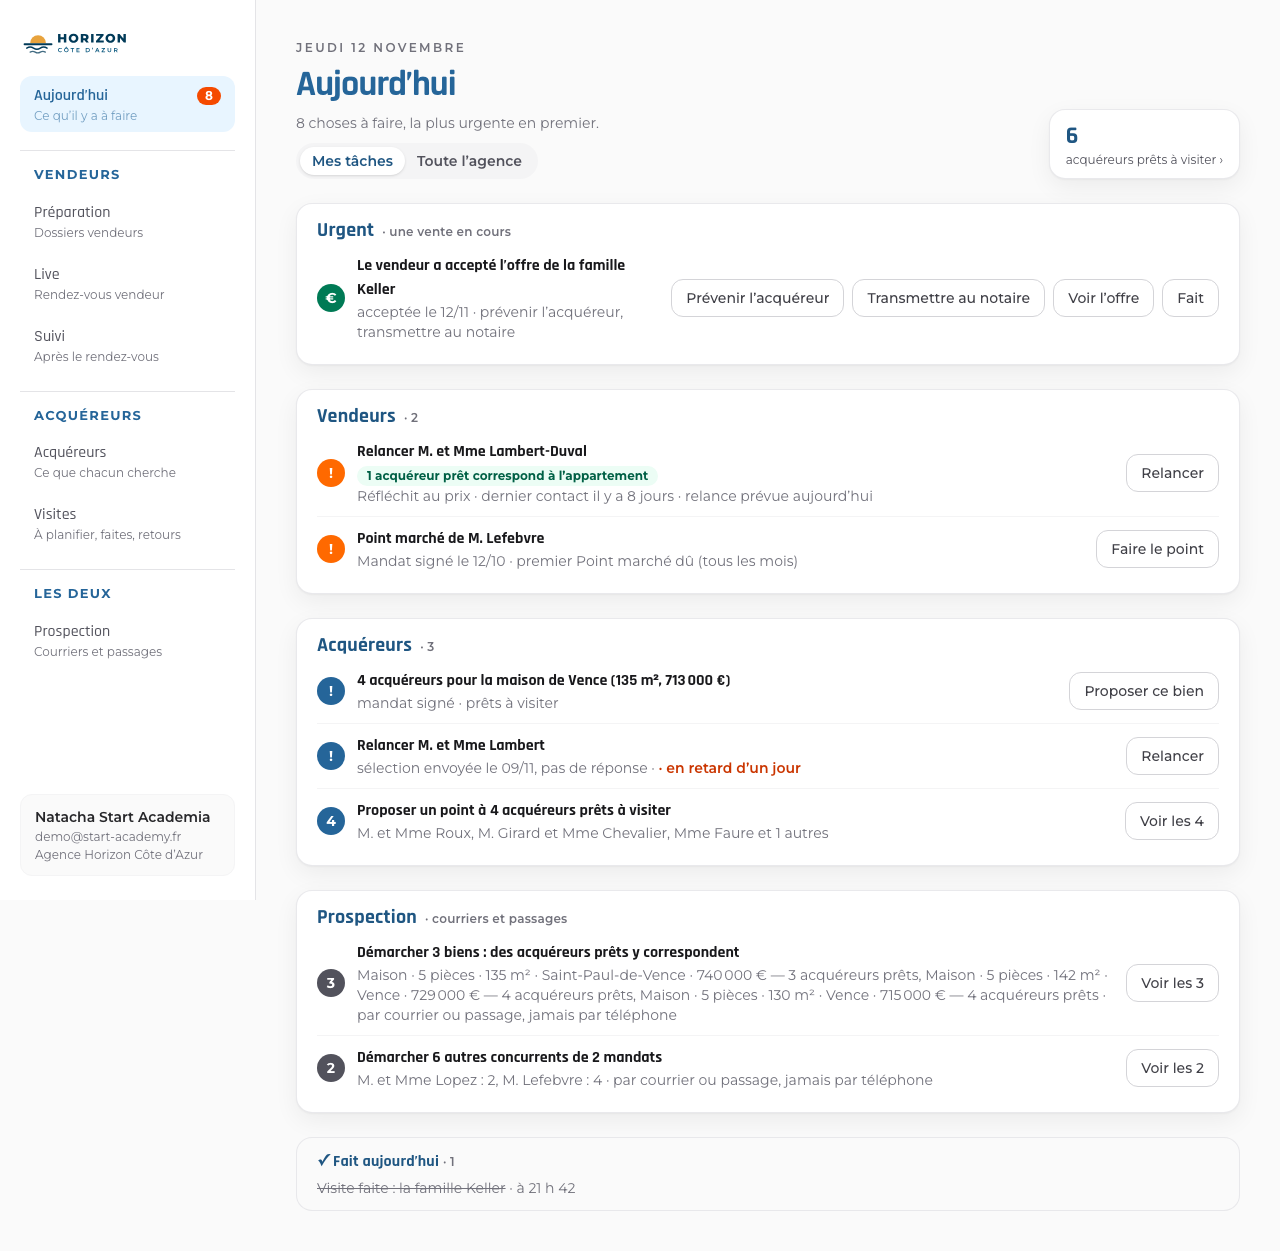 HORIZON
CÔTE D'AZUR
Aujourd’hui
8
Ce qu’il y a à faire
VENDEURS
Préparation
Dossiers vendeurs
Live
Rendez-vous vendeur
Suivi
Après le rendez-vous
ACQUÉREURS
Acquéreurs
Ce que chacun cherche
Visites
À planifier, faites, retours
LES DEUX
Prospection
Courriers et passages
Natacha Start Academia
demo@start-academy.fr
Agence Horizon Côte d’Azur
JEUDI 12 NOVEMBRE
Aujourd’hui
8 choses à faire, la plus urgente en premier.
Mes tâches
Toute l’agence
6
acquéreurs prêts à visiter ›
Urgent · une vente en cours
€
Le vendeur a accepté l’offre de la famille
Keller
acceptée le 12/11 · prévenir l’acquéreur,
transmettre au notaire
Prévenir l’acquéreur
Transmettre au notaire
Voir l’offre
Fait
Vendeurs · 2
!
Relancer M. et Mme Lambert-Duval
1 acquéreur prêt correspond à l’appartement
Réfléchit au prix · dernier contact il y a 8 jours · relance prévue aujourd’hui
Relancer
!
Point marché de M. Lefebvre
Mandat signé le 12/10 · premier Point marché dû (tous les mois)
Faire le point
Acquéreurs · 3
!
4 acquéreurs pour la maison de Vence (135 m², 713 000 €)
mandat signé · prêts à visiter
Proposer ce bien
!
Relancer M. et Mme Lambert
sélection envoyée le 09/11, pas de réponse · · en retard d’un jour
Relancer
4
Proposer un point à 4 acquéreurs prêts à visiter
M. et Mme Roux, M. Girard et Mme Chevalier, Mme Faure et 1 autres
Voir les 4
Prospection · courriers et passages
3
Démarcher 3 biens : des acquéreurs prêts y correspondent
Maison · 5 pièces · 135 m² · Saint-Paul-de-Vence · 740 000 € — 3 acquéreurs prêts, Maison · 5 pièces · 142 m² ·
Vence · 729 000 € — 4 acquéreurs prêts, Maison · 5 pièces · 130 m² · Vence · 715 000 € — 4 acquéreurs prêts ·
par courrier ou passage, jamais par téléphone
Voir les 3
2
Démarcher 6 autres concurrents de 2 mandats
M. et Mme Lopez : 2, M. Lefebvre : 4 · par courrier ou passage, jamais par téléphone
Voir les 2
✓ Fait aujourd’hui · 1
Visite faite : la famille Keller · à 21 h 42